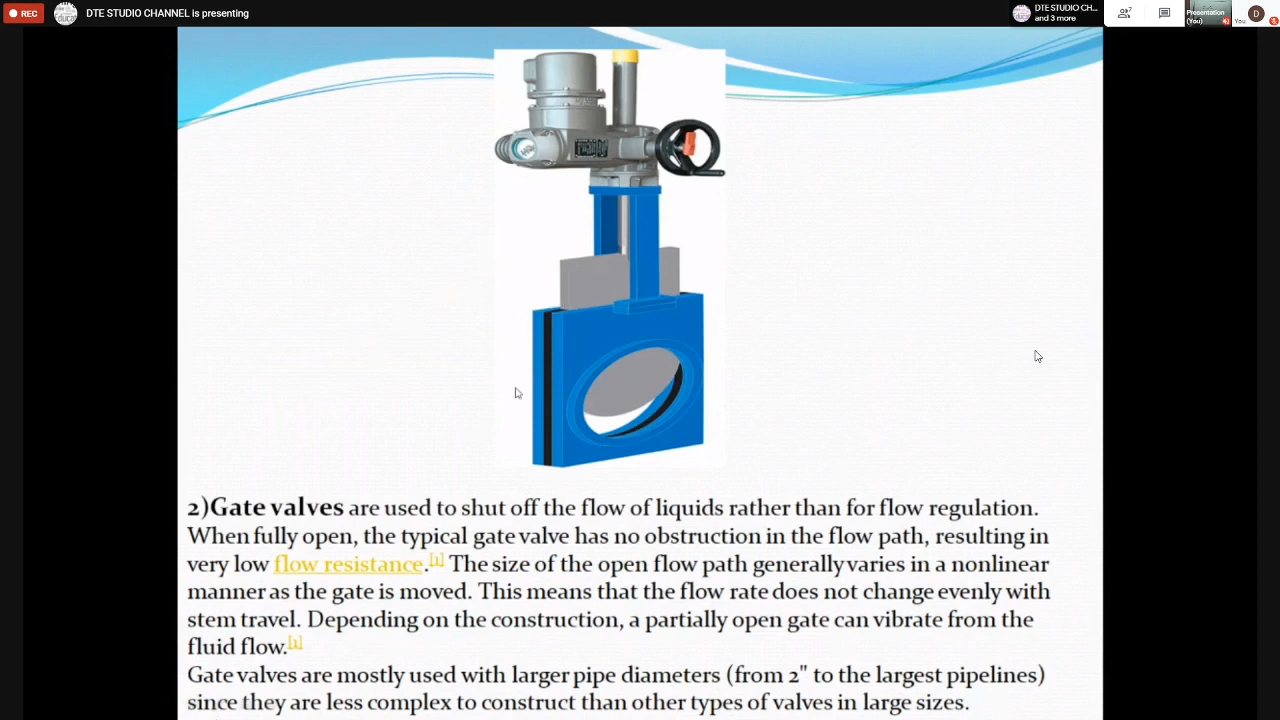 REC
DTE STUDIO CHANNEL is presenting
DTE STUDIO CH...
and 3 more
7
Presentation
(You)
You
D
2)Gate valves are used to shut off the flow of liquids rather than for flow regulation.
When fully open, the typical gate valve has no obstruction in the flow path, resulting in
very low flow resistance.[1] The size of the open flow path generally varies in a nonlinear
manner as the gate is moved. This means that the flow rate does not change evenly with
stem travel. Depending on the construction, a partially open gate can vibrate from the
fluid flow.[1]
Gate valves are mostly used with larger pipe diameters (from 2" to the largest pipelines)
since they are less complex to construct than other types of valves in large sizes.